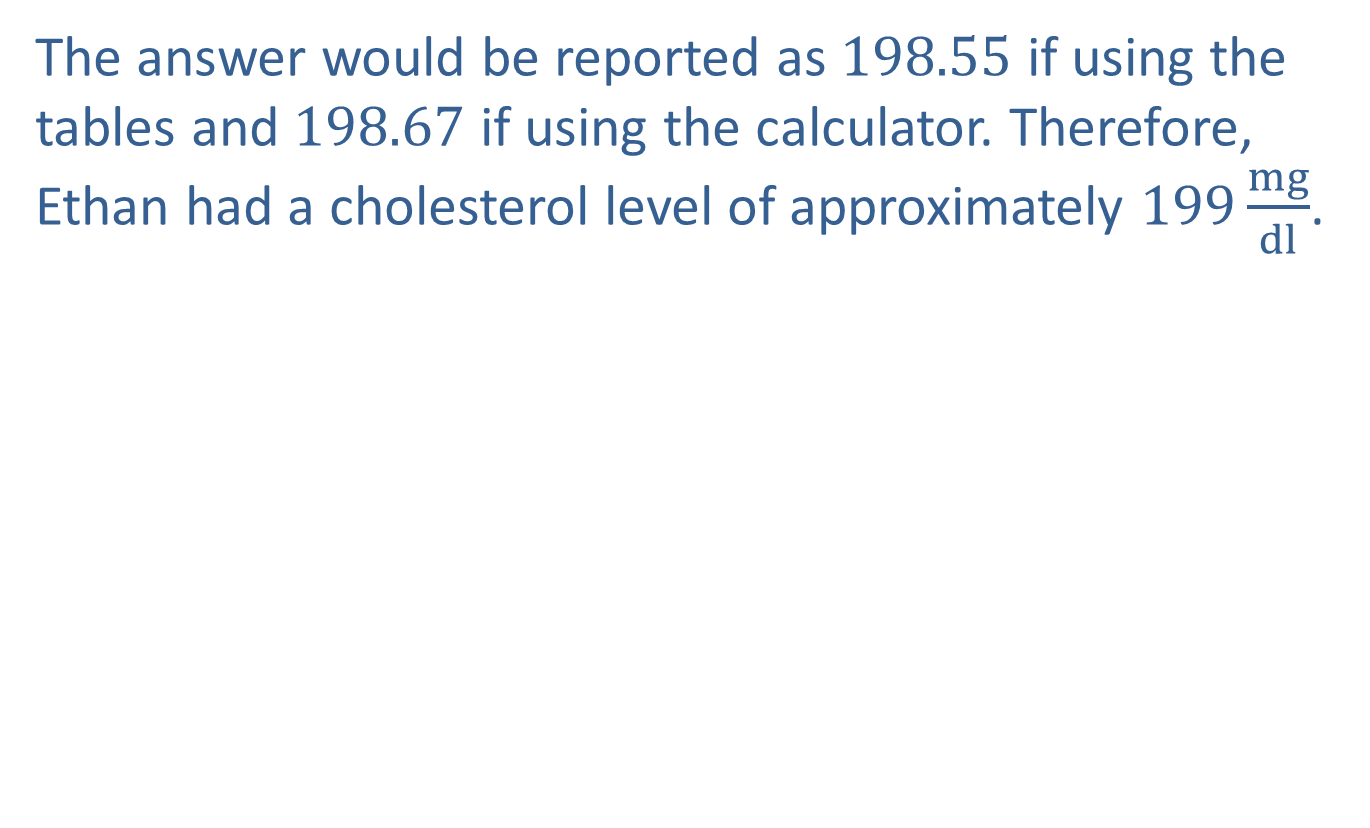 The answer would be reported as 198.55 if using the
tables and 198.67 if using the calculator. Therefore,
Ethan had a cholesterol level of approximately 199 mg/dl.